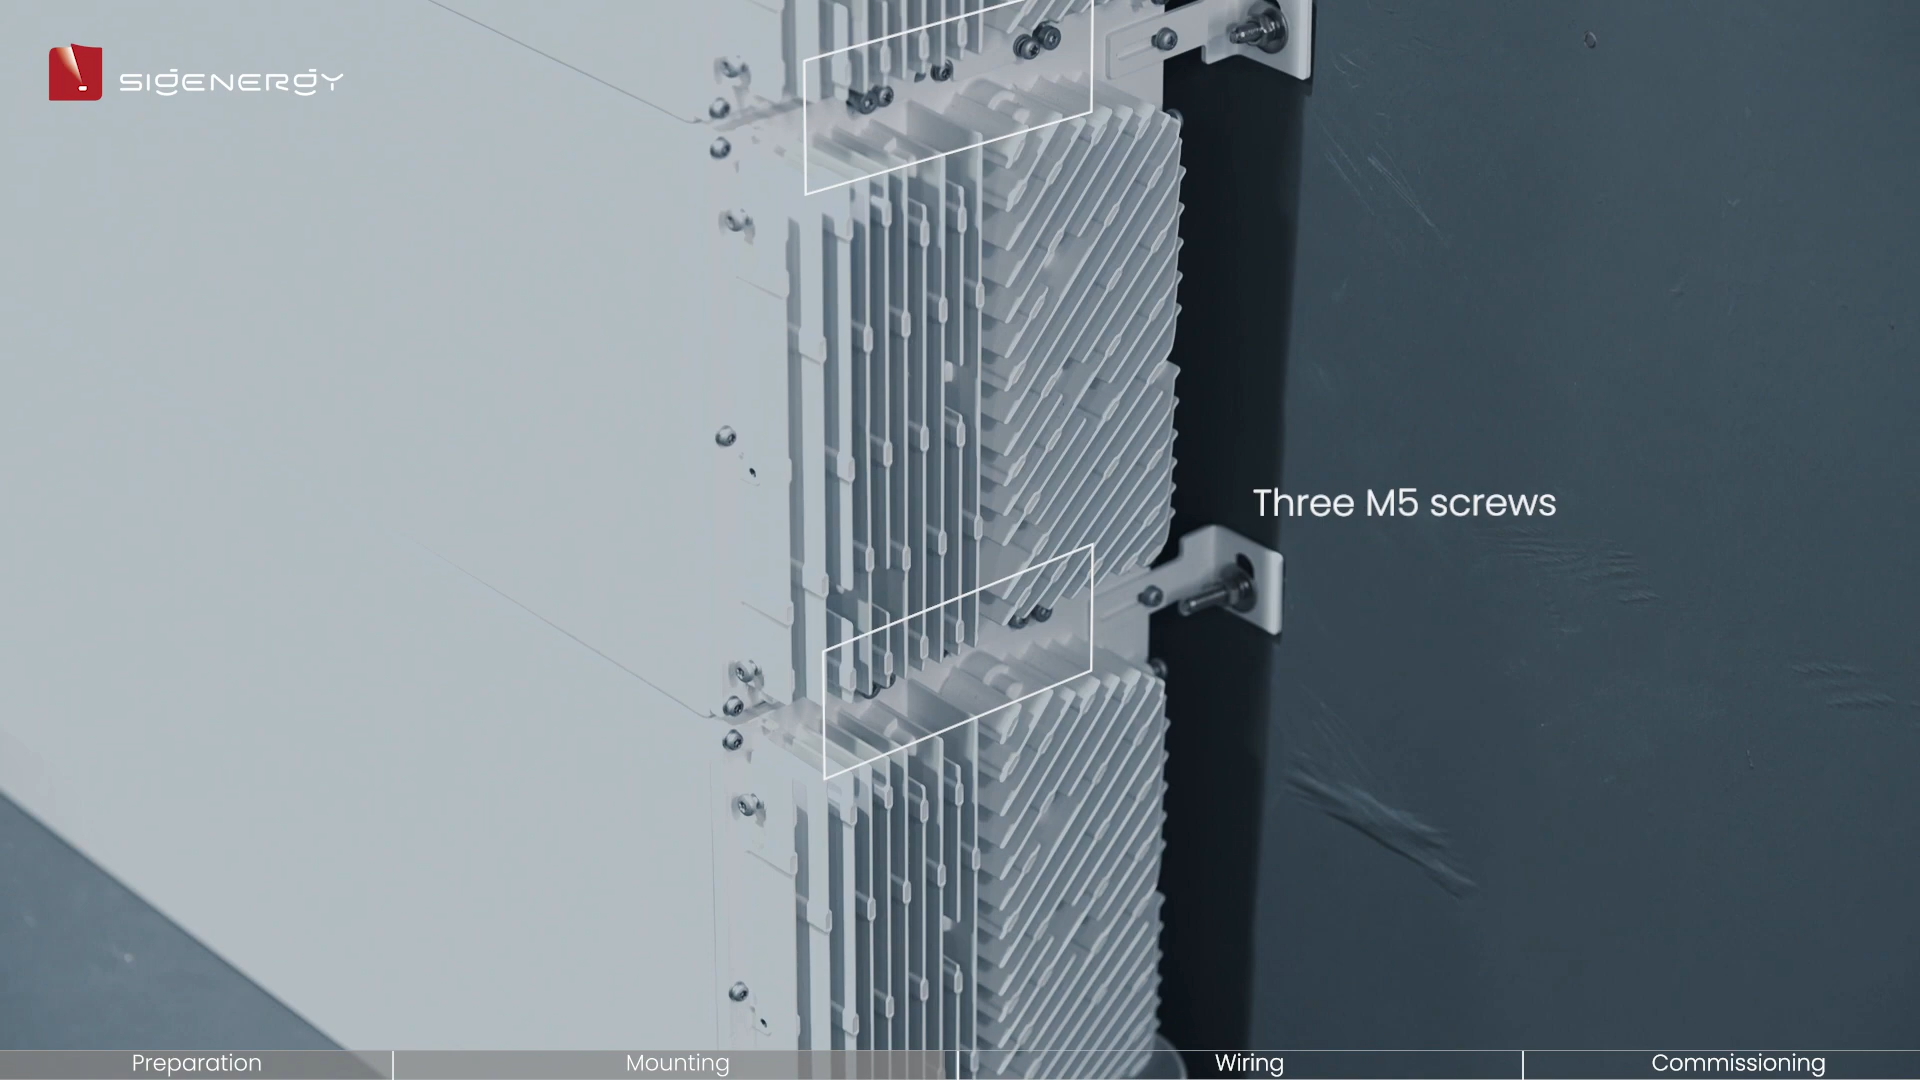 SIGENERGY
Three M5 screws
Preparation
Mounting
Wiring
Commissioning